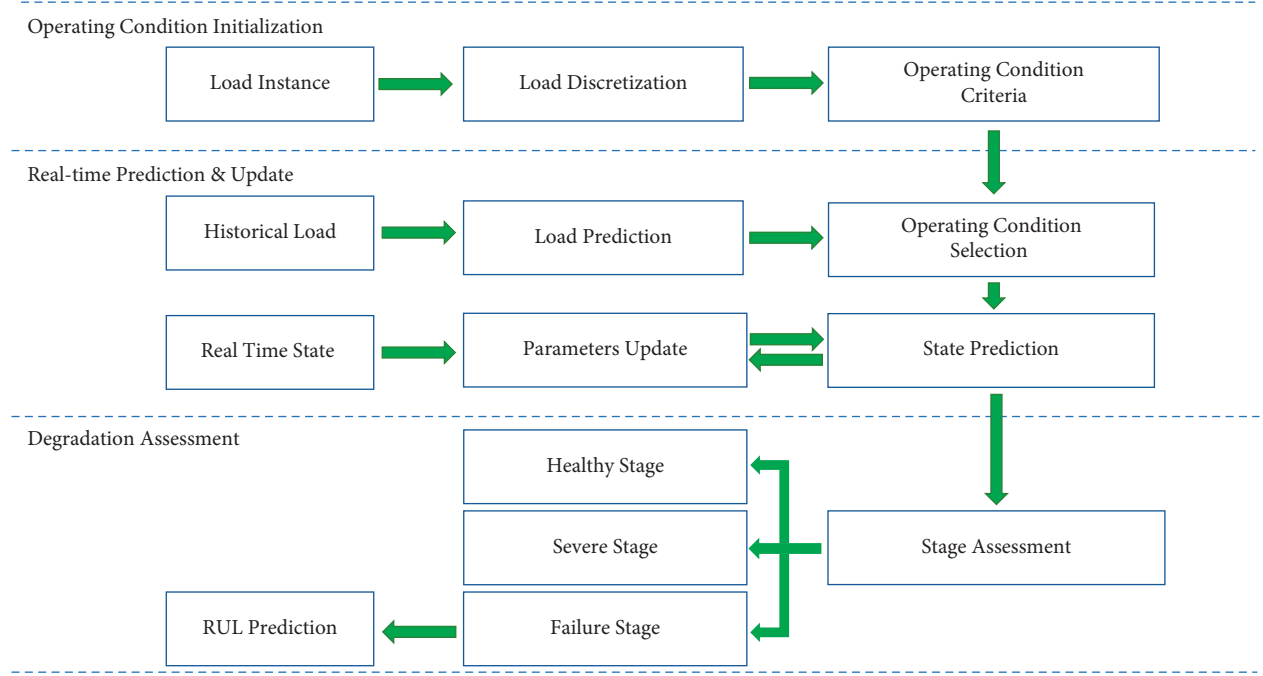 Operating Condition Initialization
Load Instance
Load Discretization
Operating Condition
Criteria
Real-time Prediction & Update
Historical Load
Load Prediction
Operating Condition
Selection
Real Time State
Parameters Update
State Prediction
Degradation Assessment
Healthy Stage
Severe Stage
Stage Assessment
RUL Prediction
Failure Stage